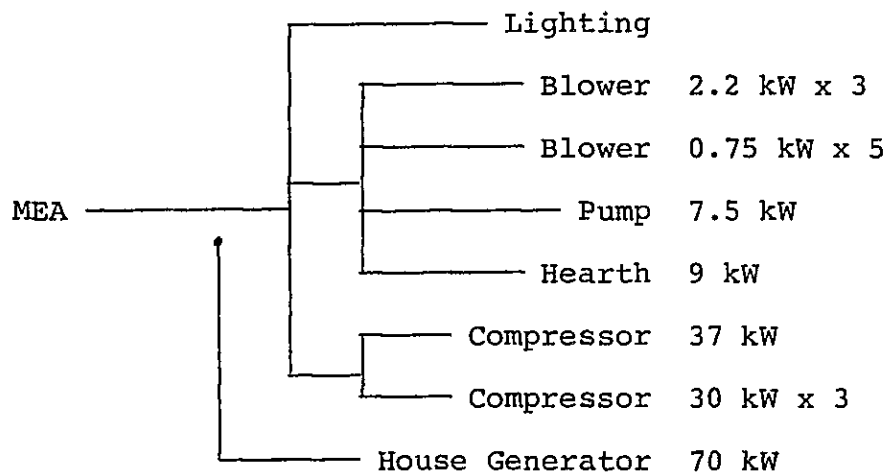 Lighting
Blower 2.2 kW x 3
Blower 0.75 kW x 5
MEA
Pump 7.5 kW
Hearth 9 kW
Compressor 37 kW
Compressor 30 kW x 3
House Generator 70 kW